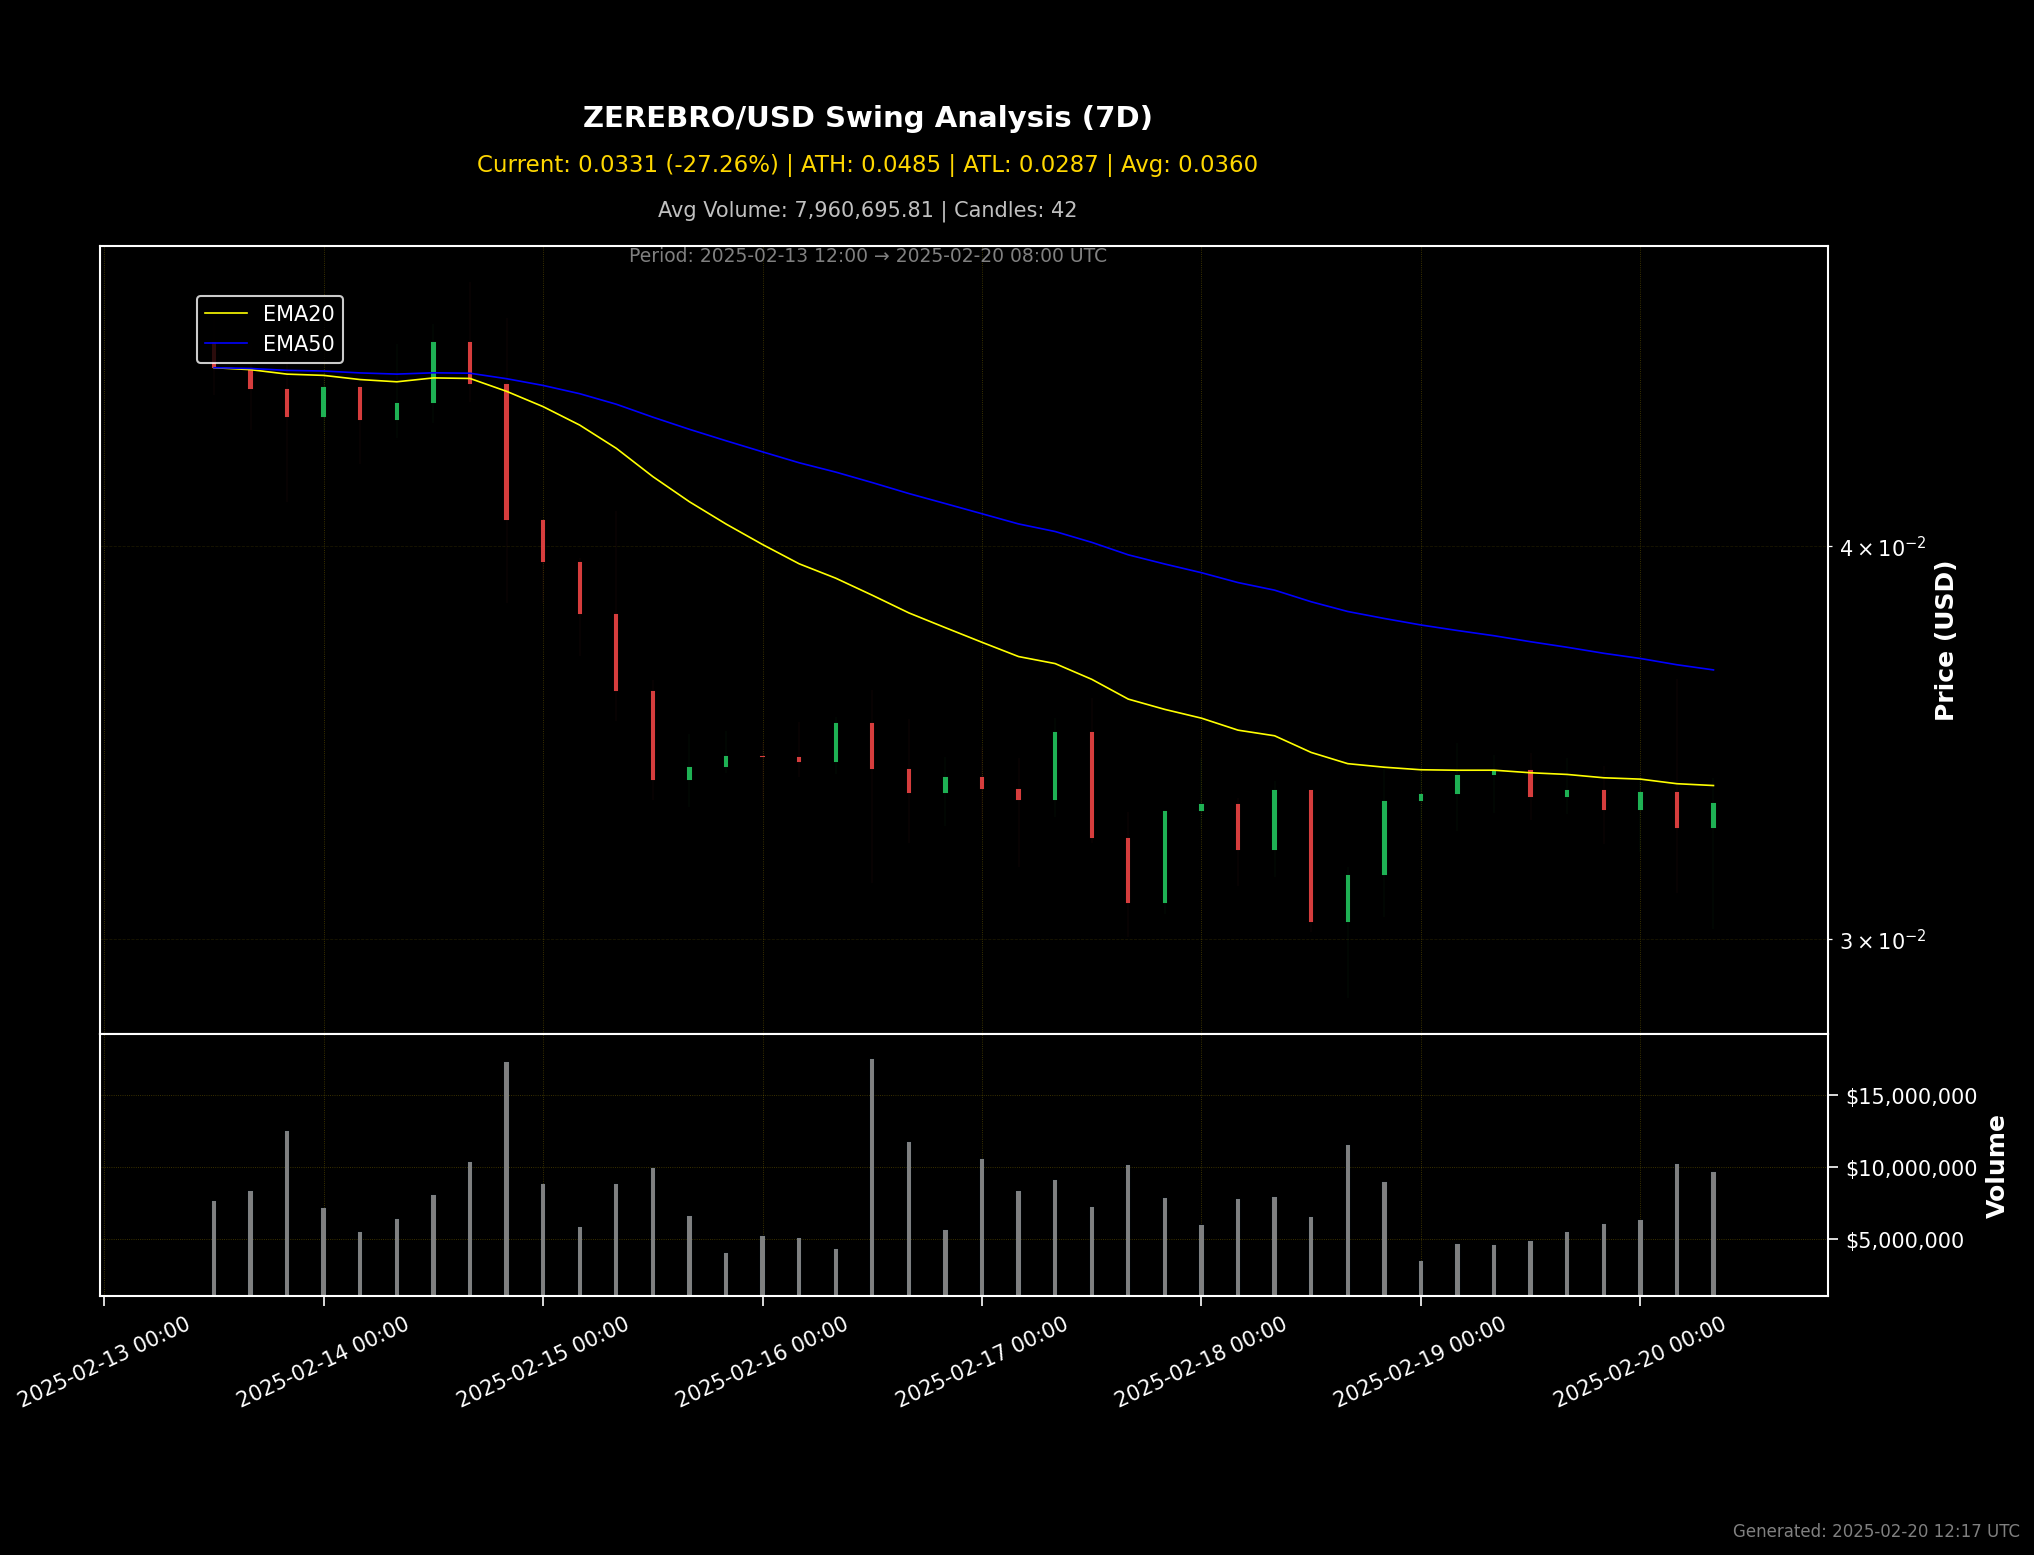 ZEREBRO/USD Swing Analysis (7D)
Current: 0.0331 (-27.26%) | ATH: 0.0485 | ATL: 0.0287 | Avg: 0.0360
Avg Volume: 7,960,695.81 | Candles: 42
Period: 2025-02-13 12:00 → 2025-02-20 08:00 UTC
EMA20
EMA50
4 × 10⁻²
3 × 10⁻²
Price (USD)
$15,000,000
$10,000,000
$5,000,000
Volume
2025-02-13 00:00
2025-02-14 00:00
2025-02-15 00:00
2025-02-16 00:00
2025-02-17 00:00
2025-02-18 00:00
2025-02-19 00:00
2025-02-20 00:00
Generated: 2025-02-20 12:17 UTC